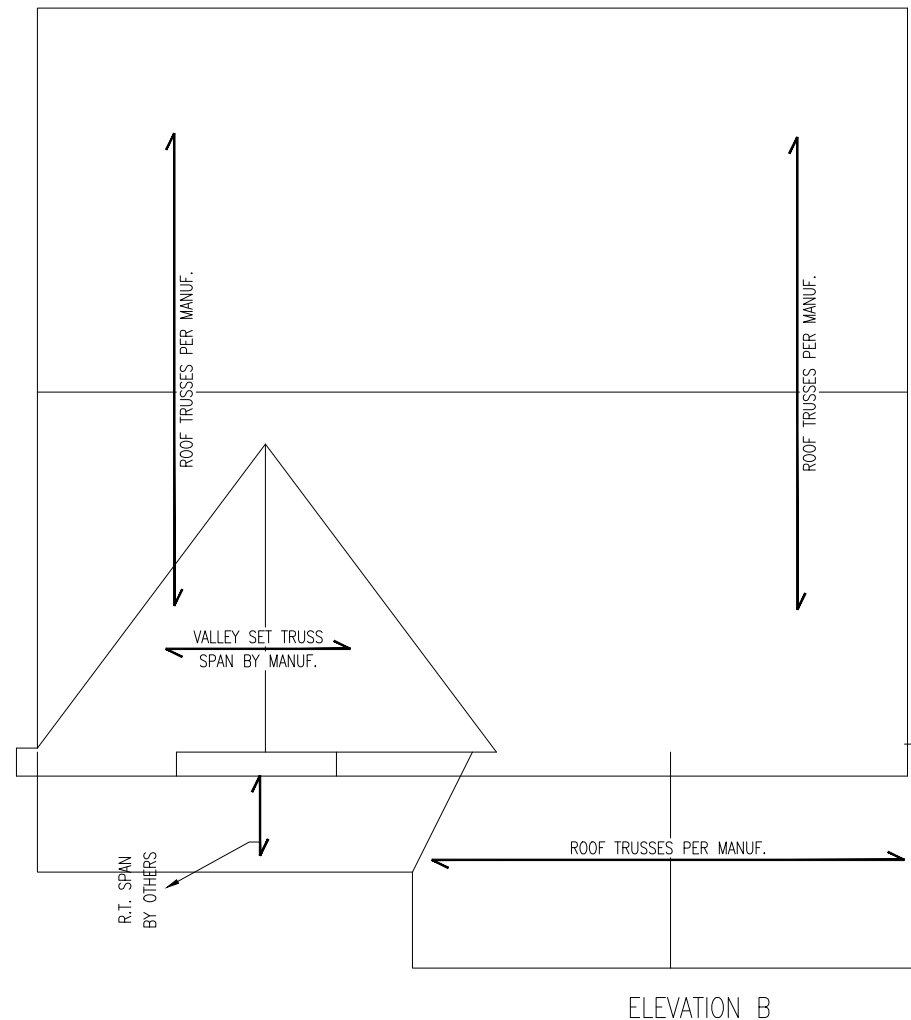 ROOF TRUSSES PER MANUF.
ROOF TRUSSES PER MANUF.
VALLEY SET TRUSS
SPAN BY MANUF.
R.T. SPAN
BY OTHERS
ROOF TRUSSES PER MANUF.
ELEVATION B